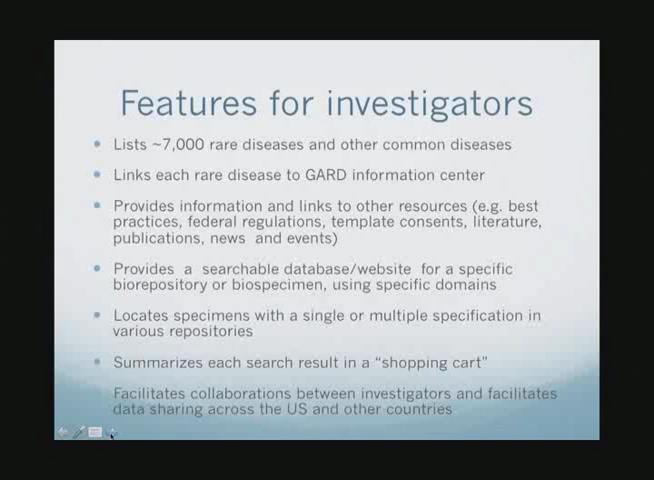 Features for investigators
Lists ~7,000 rare diseases and other common diseases
Links each rare disease to GARD information center
Provides information and links to other resources (e.g. best
practices, federal regulations, template consents, literature,
publications, news and events)
Provides a searchable database/website for a specific
biorepository or biospecimen, using specific domains
Locates specimens with a single or multiple specification in
various repositories
Summarizes each search result in a “shopping cart”
Facilitates collaborations between investigators and facilitates
data sharing across the US and other countries